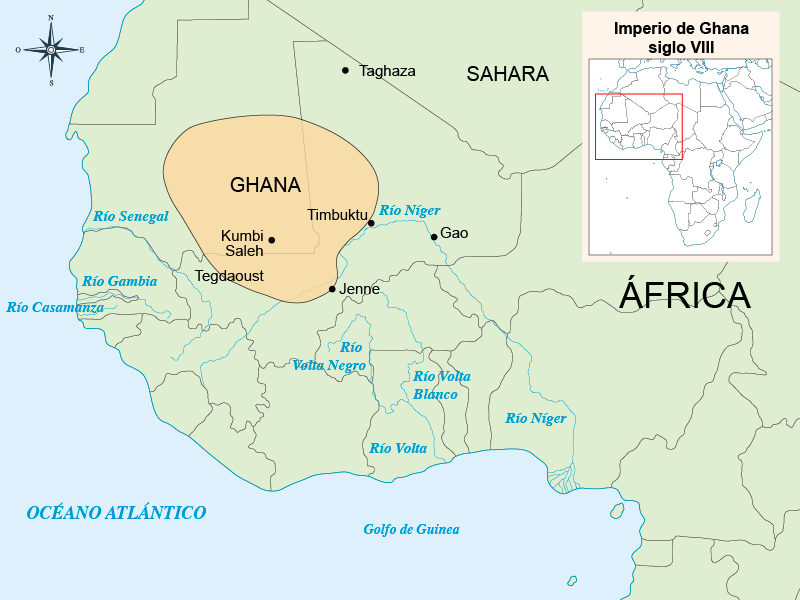 N
O
E
S
Imperio de Ghana
siglo VIII
Taghaza
SAHARA
GHANA
Río Senegal
Timbuktu
Río Níger
Kumbi
Saleh
Gao
Tegdaoust
Río Gambia
Jenne
ÁFRICA
Río Casamanza
Río
Volta Negro
Río Volta
Blanco
Río Níger
Río Volta
OCÉANO ATLÁNTICO
Golfo de Guinea